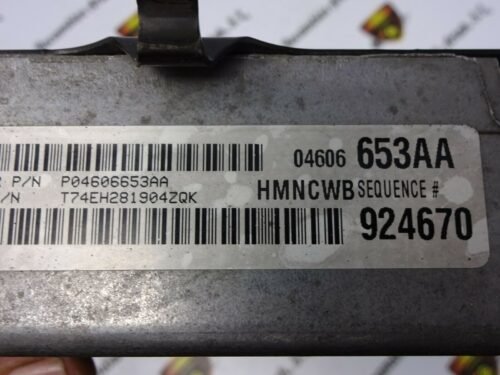 04606 653AA
R P/N P04606653AA
HMNCWB SEQUENCE #
/N T74EH281904ZQK
924670